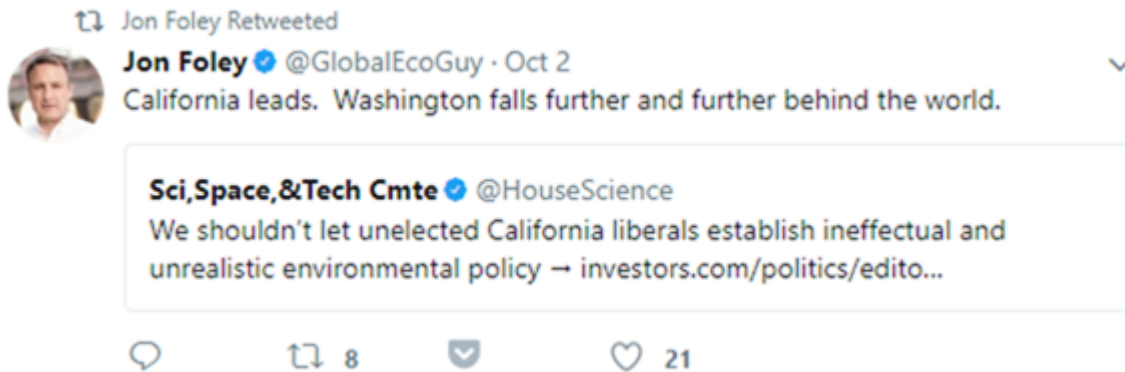 Jon Foley Retweeted
Jon Foley @GlobalEcoGuy · Oct 2
California leads.  Washington falls further and further behind the world.
Sci,Space,&Tech Cmte @HouseScience
We shouldn't let unelected California liberals establish ineffectual and
unrealistic environmental policy → investors.com/politics/edito...
8 21